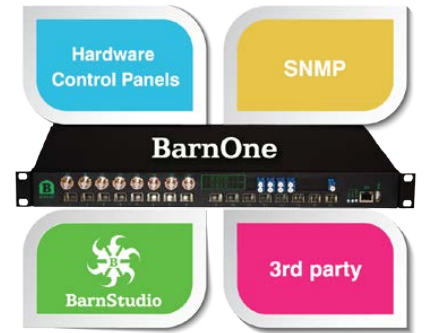 Hardware
Control Panels
SNMP
BarnOne
B
B
BarnStudio
3rd party